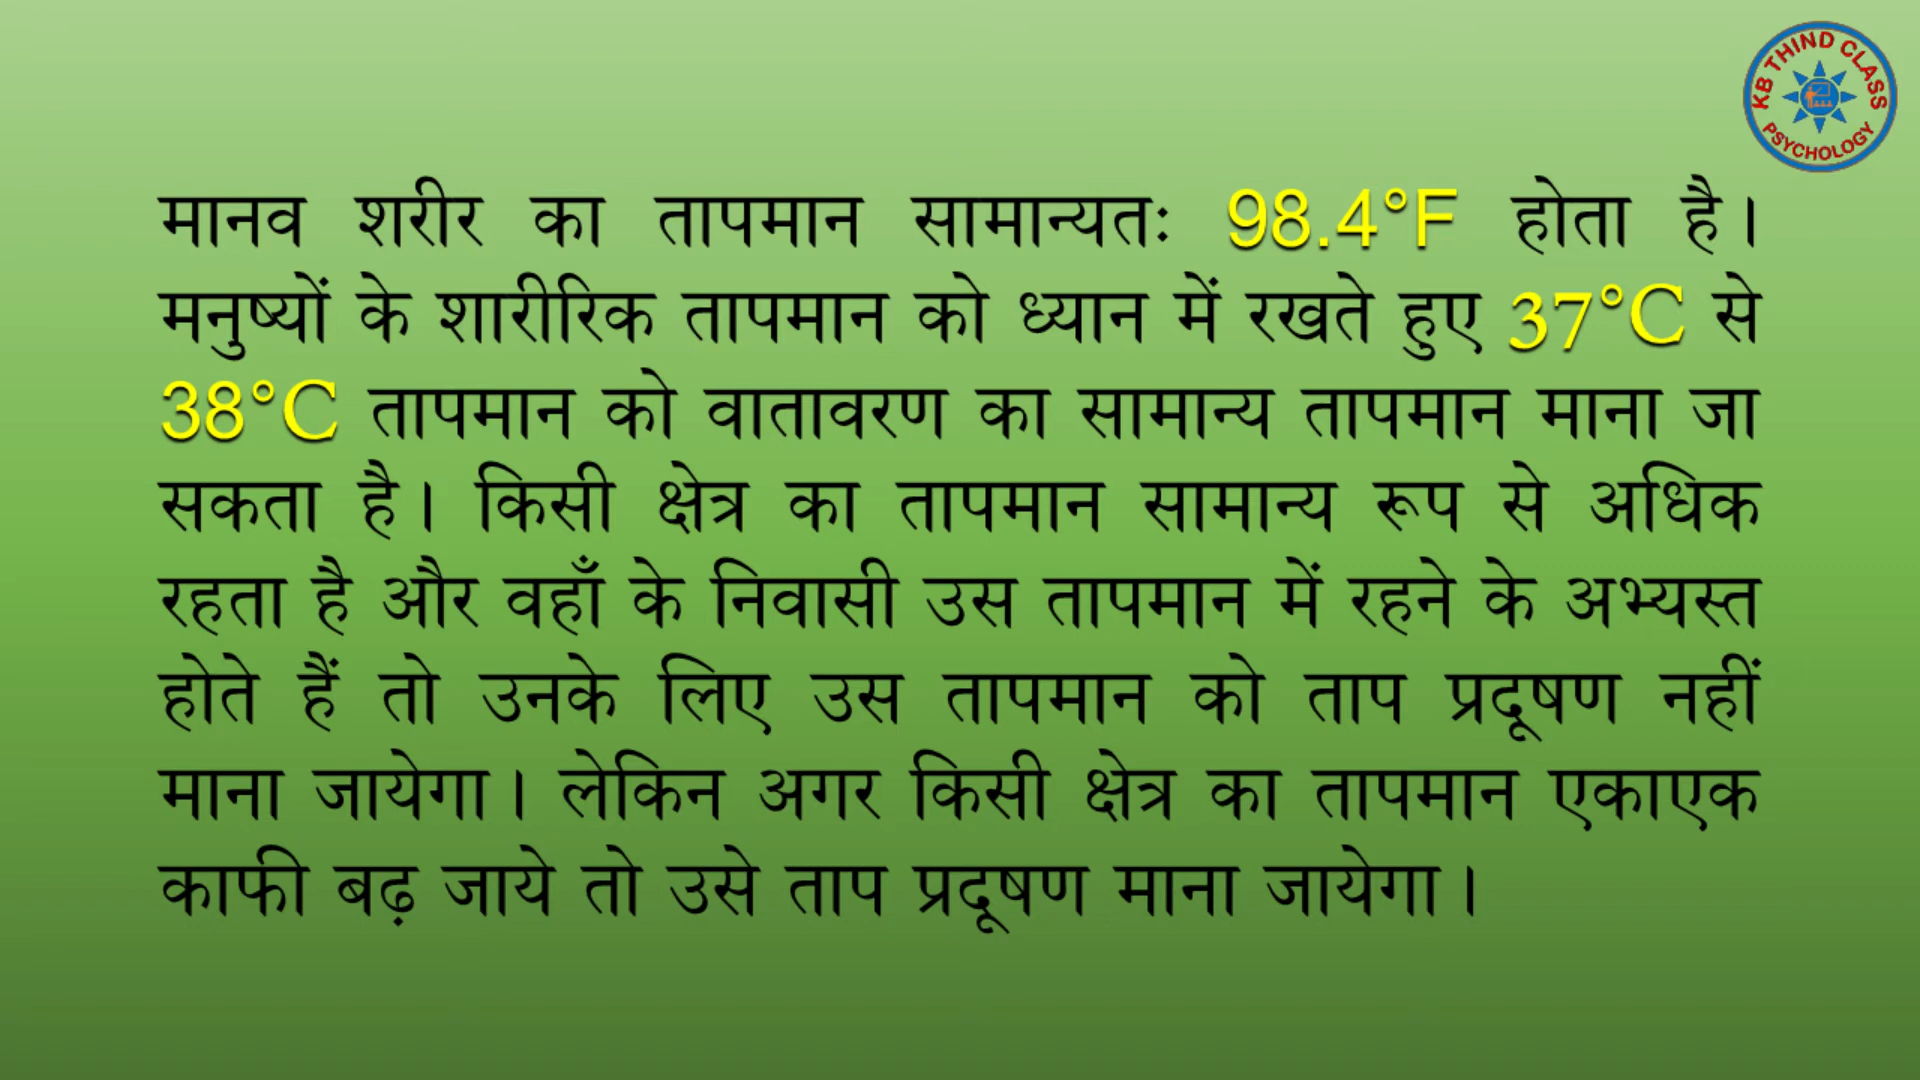 KB THIND CLASS
PSYCHOLOGY
मानव शरीर का तापमान सामान्यतः 98.4°F होता है।
मनुष्यों के शारीरिक तापमान को ध्यान में रखते हुए 37°C से
38°C तापमान को वातावरण का सामान्य तापमान माना जा
सकता है। किसी क्षेत्र का तापमान सामान्य रूप से अधिक
रहता है और वहाँ के निवासी उस तापमान में रहने के अभ्यस्त
होते हैं तो उनके लिए उस तापमान को ताप प्रदूषण नहीं
माना जायेगा। लेकिन अगर किसी क्षेत्र का तापमान एकाएक
काफी बढ़ जाये तो उसे ताप प्रदूषण माना जायेगा।